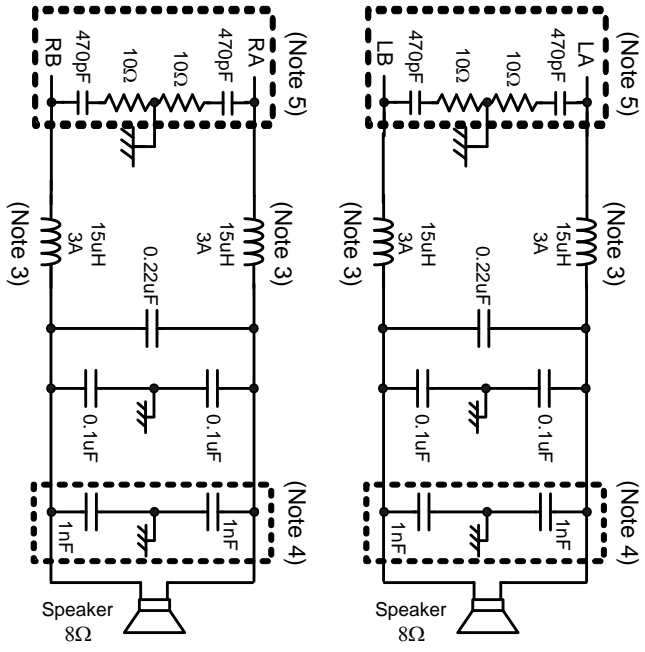 (Note 5)
(Note 5)
RB
470pF
10Ω
10Ω
470pF
RA
LB
470pF
10Ω
10Ω
470pF
LA
(Note 3)
15uH
3A
15uH
3A
(Note 3)
(Note 3)
15uH
3A
15uH
3A
(Note 3)
0.22uF
0.22uF
0.1uF
0.1uF
0.1uF
0.1uF
(Note 4)
(Note 4)
1nF
1nF
1nF
1nF
Speaker
8Ω
Speaker
8Ω